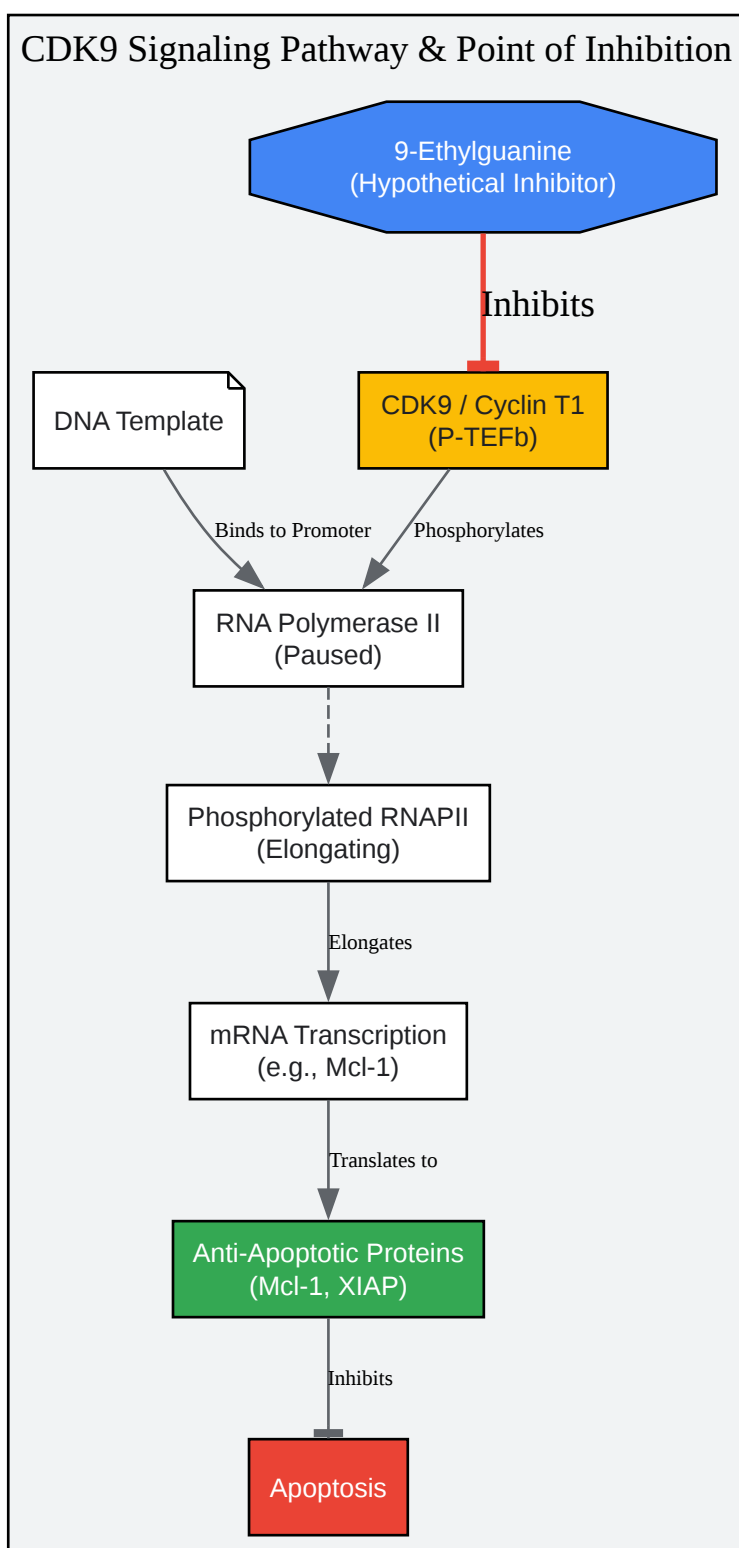 CDK9 Signaling Pathway & Point of Inhibition
9-Ethylguanine
(Hypothetical Inhibitor)
Inhibits
DNA Template
CDK9 / Cyclin T1
(P-TEFb)
Binds to Promoter
Phosphorylates
RNA Polymerase II
(Paused)
Phosphorylated RNAPII
(Elongating)
Elongates
mRNA Transcription
(e.g., Mcl-1)
Translates to
Anti-Apoptotic Proteins
(Mcl-1, XIAP)
Inhibits
Apoptosis